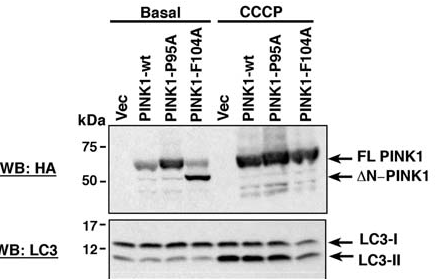 Basal CCCP
Vec PINK1-wt PINK1-P95A PINK1-F104A Vec PINK1-wt PINK1-P95A PINK1-F104A
kDa
75-
WB: HA
FL PINK1
50-
ΔN-PINK1
17-
WB: LC3
12-
LC3-I
LC3-II